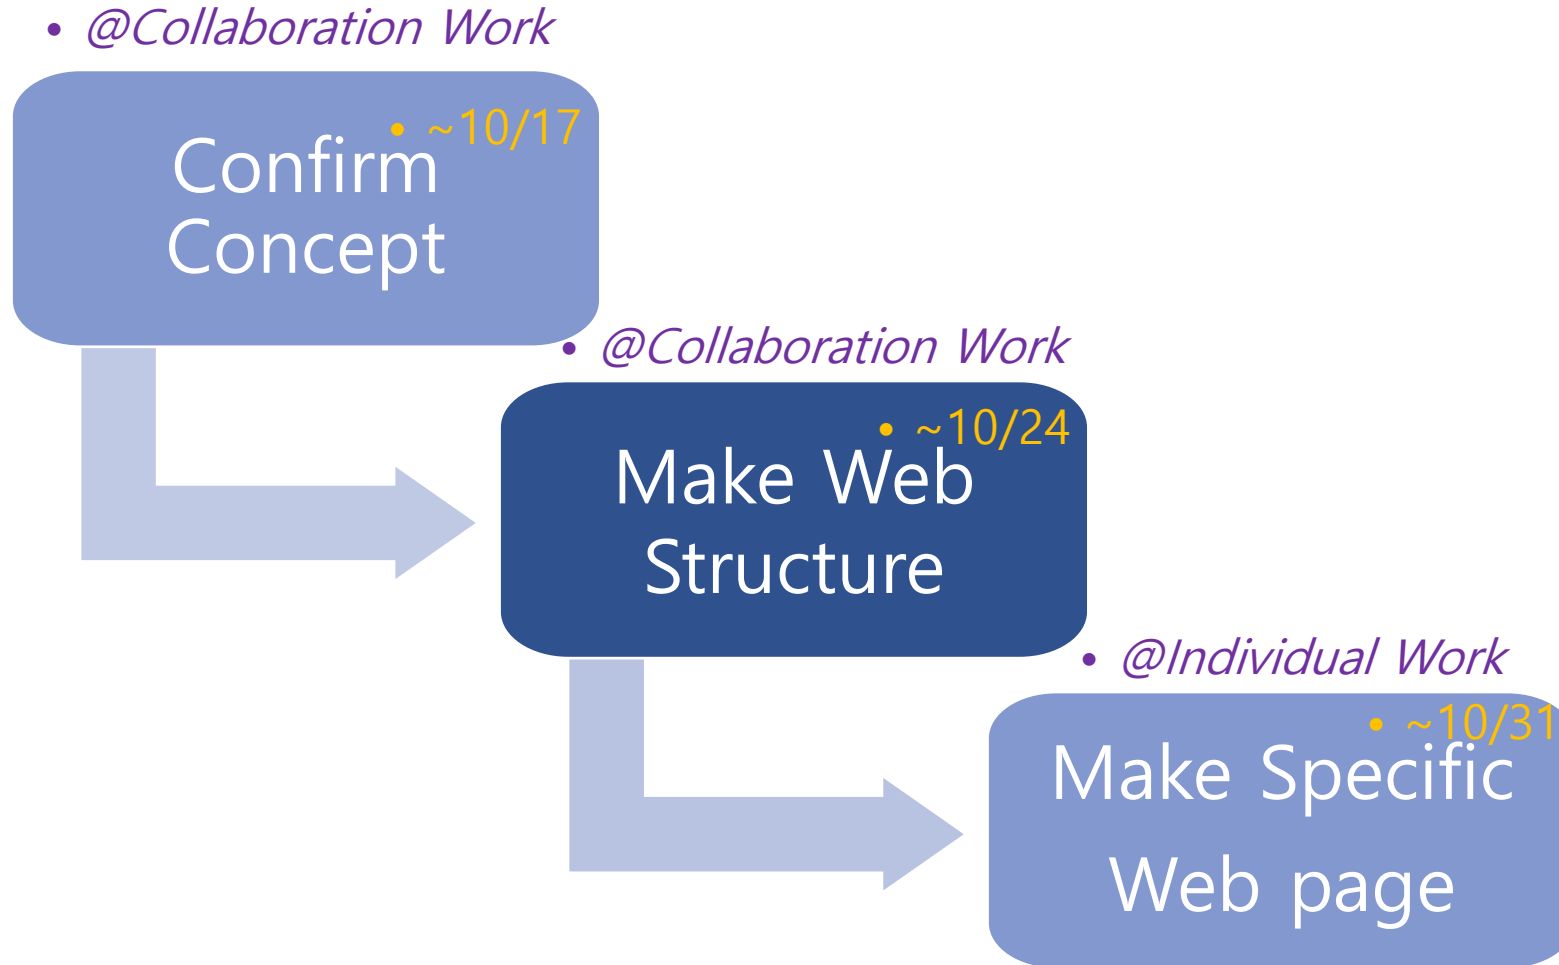 • @Collaboration Work
• ~10/17
Confirm
Concept
• @Collaboration Work
• ~10/24
Make Web
Structure
• @Individual Work
• ~10/31
Make Specific
Web page